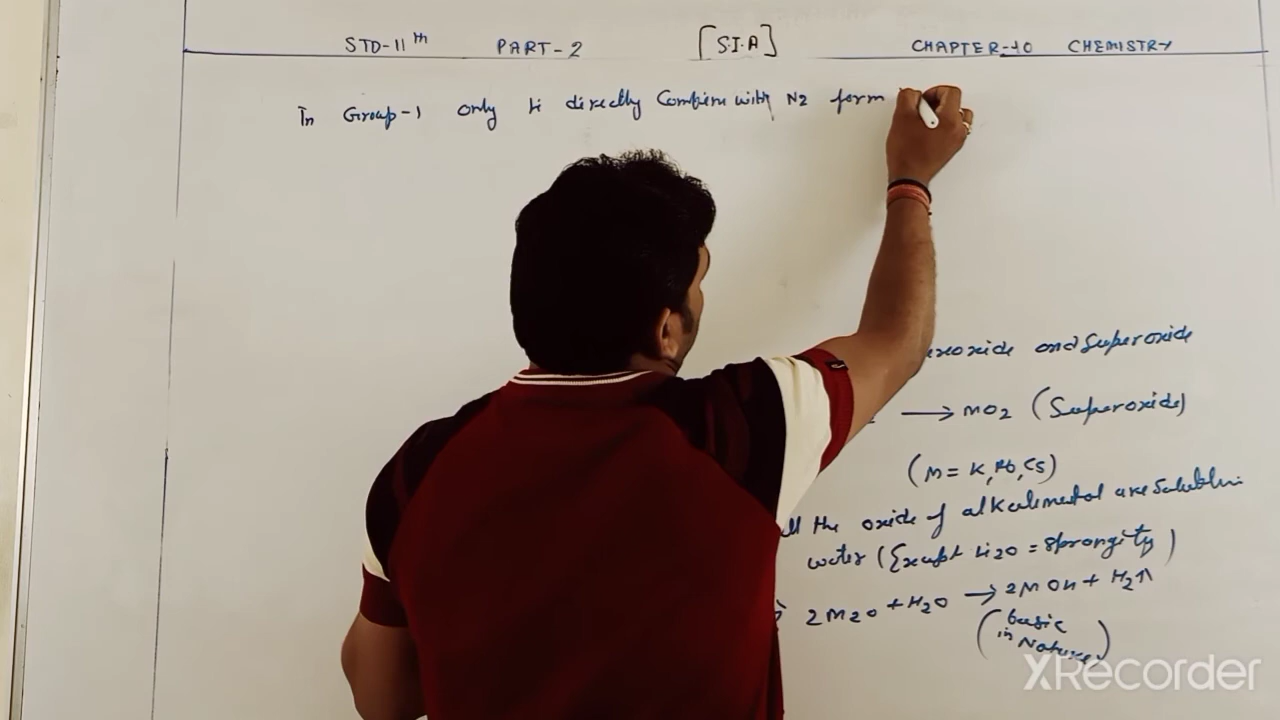 STD-11th PART-2 [S.I.A] CHAPTER-10 CHEMISTRY
In Group-1 only Li directly Combine with N2 form
exoxide and Superoxide
→ MO2 (Superoxide)
(M = K, Rb, Cs)
ll the oxide of alkalimetal are Soluble in
water (Except Li2O =
2M2O + H2O → 2MOH + H2↑
(basic
in Nature)
XRecorder